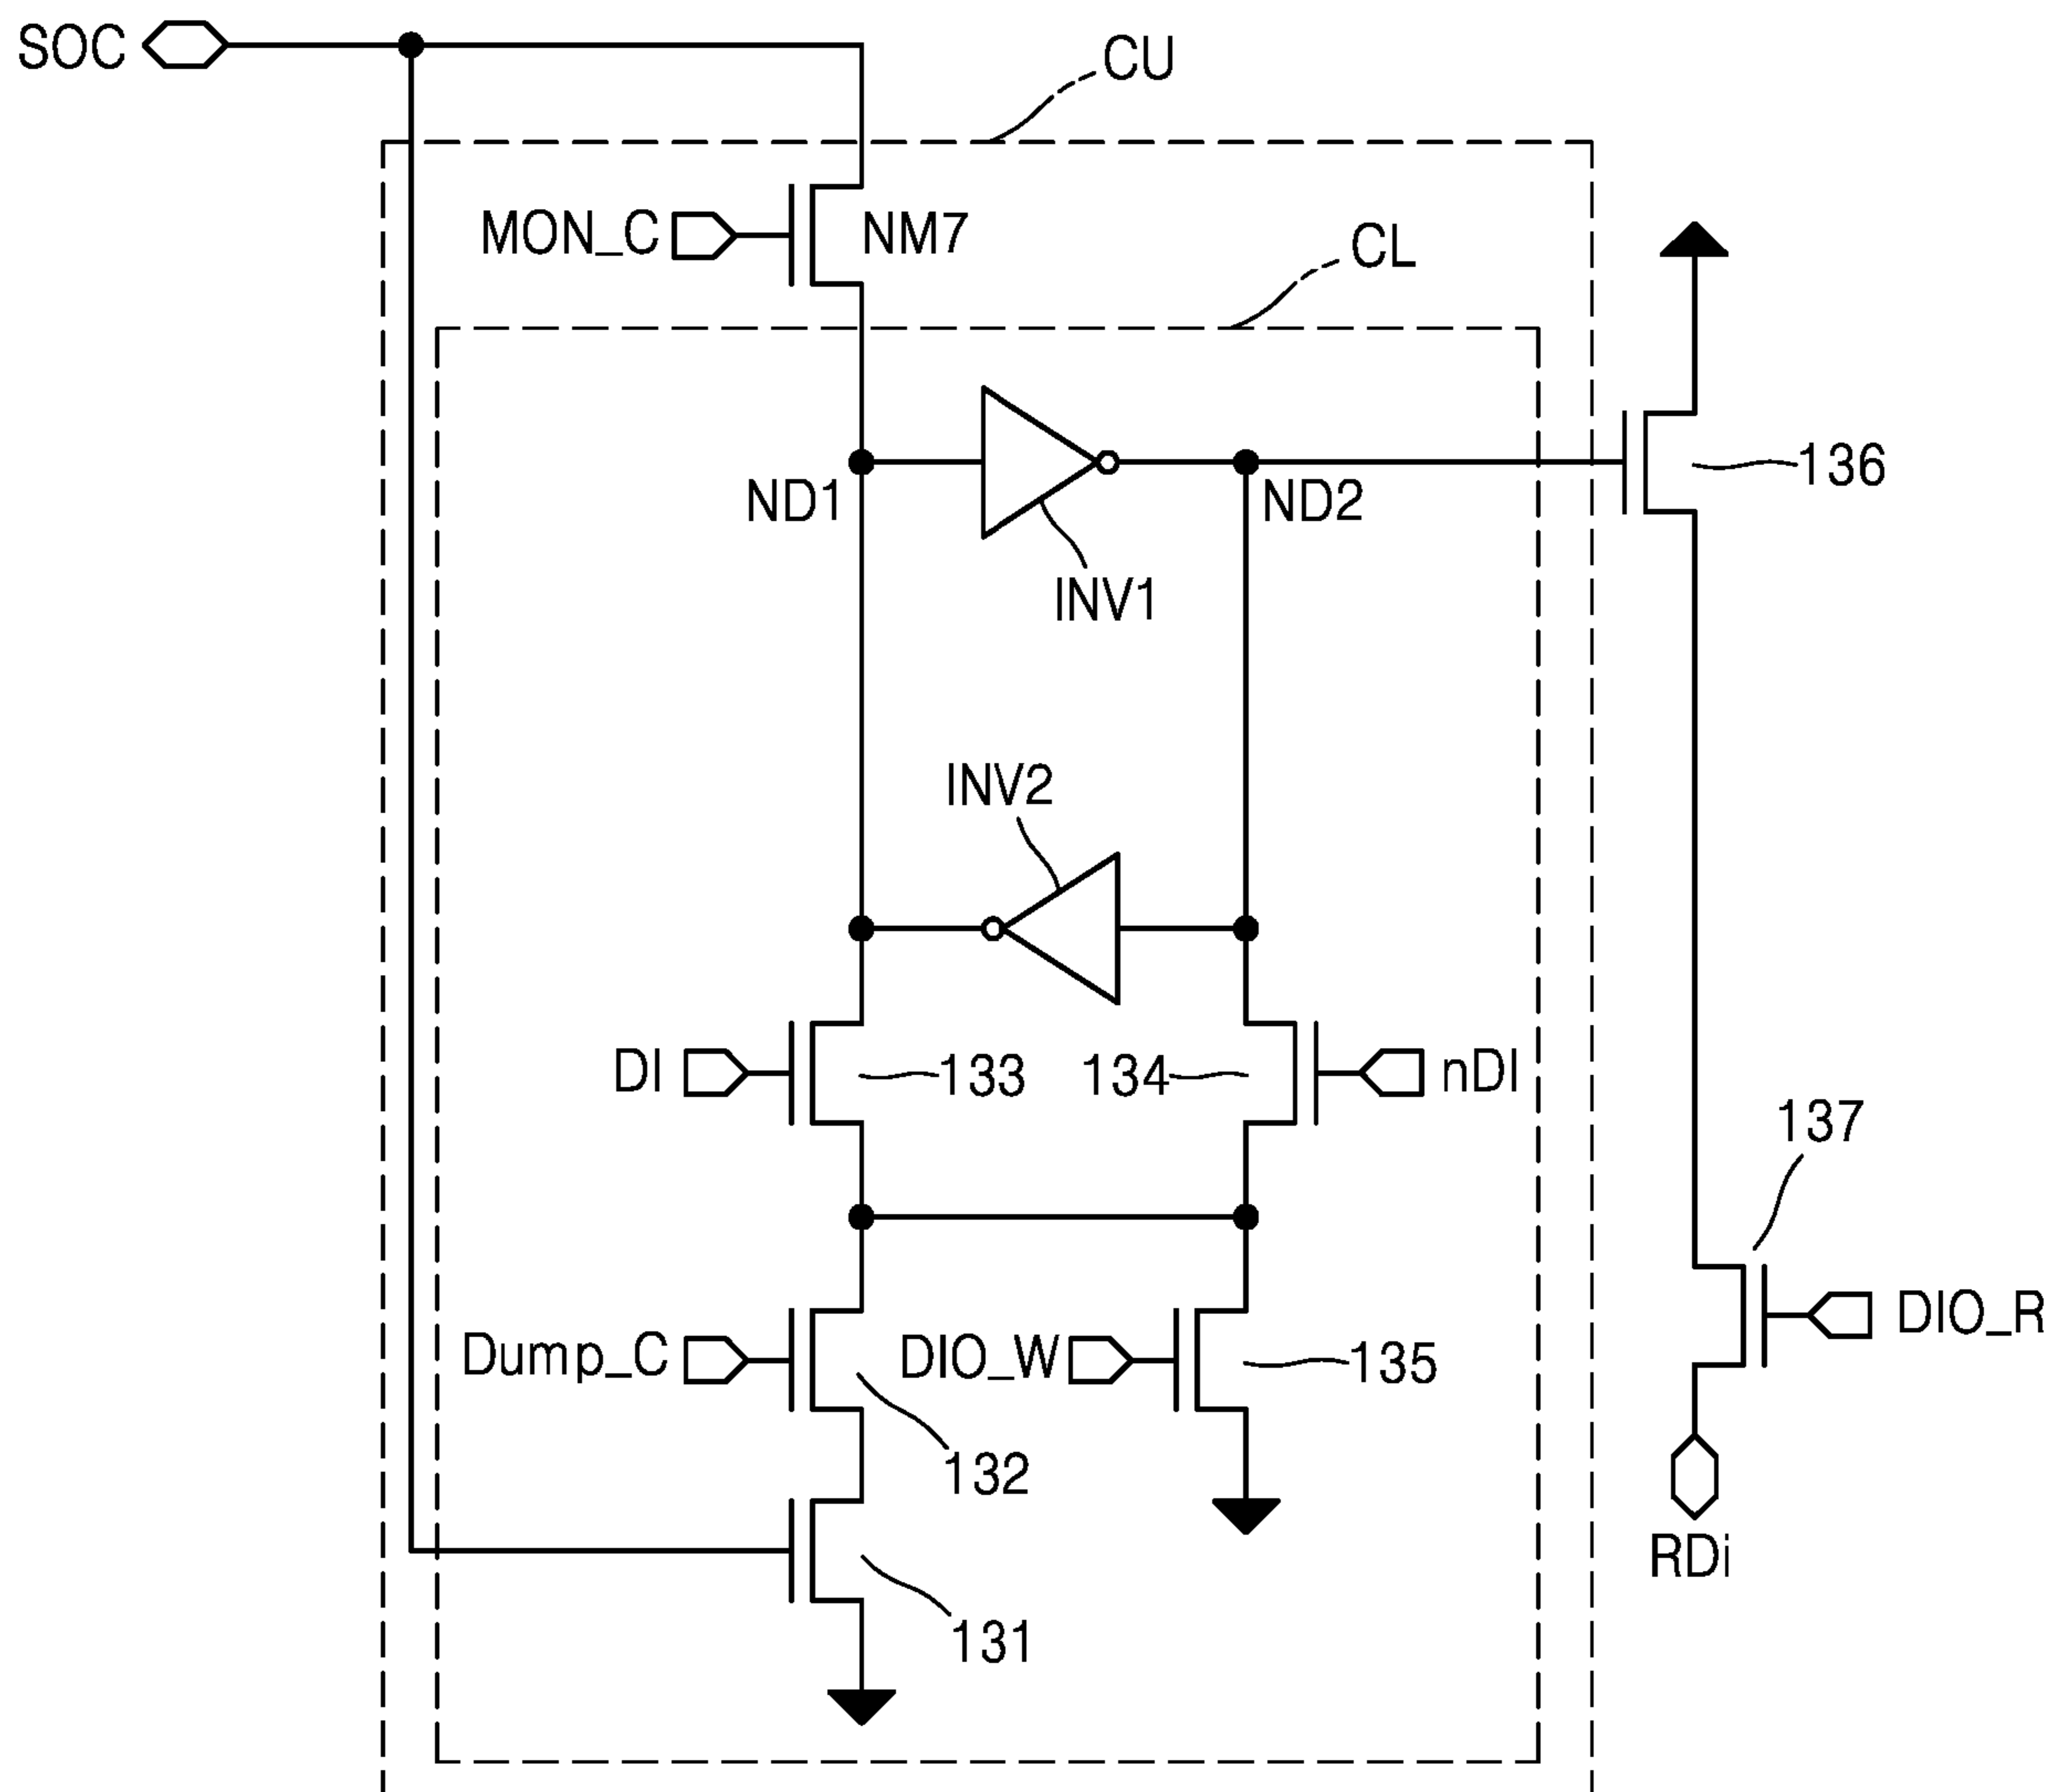 SOC
CU
MON_C
NM7
CL
136
ND1
ND2
INV1
INV2
DI
133
134
nDI
137
DIO_R
Dump_C
DIO_W
135
132
RDi
131